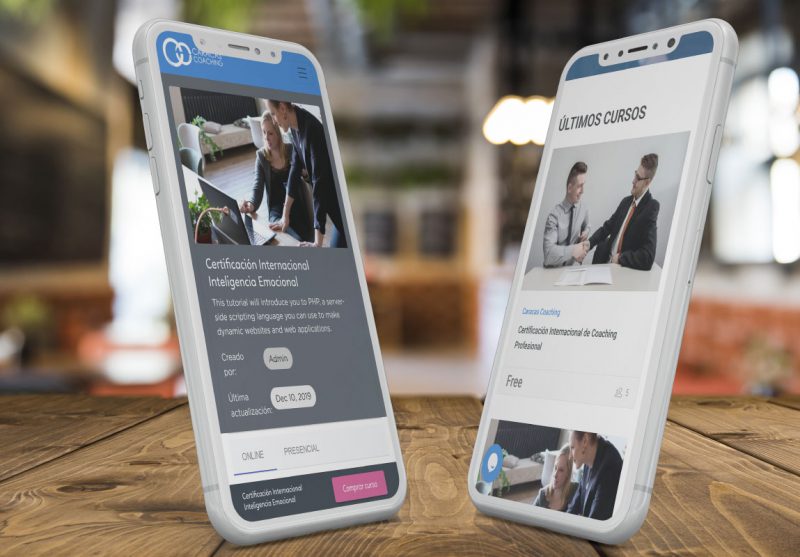 CARACAS
COACHING
Certificación Internacional
Inteligencia Emocional
This tutorial will introduce you to PHP, a server-
side scripting language you can use to make
dynamic websites and web applications.
Creado
por:
Admin
Última
actualización:
Dec 10, 2019
ONLINE PRESENCIAL
Certificación Internacional
Inteligencia Emocional
Comprar curso
ÚLTIMOS CURSOS
Caracas Coaching
Certificación Internacional de Coaching
Profesional
Free
5